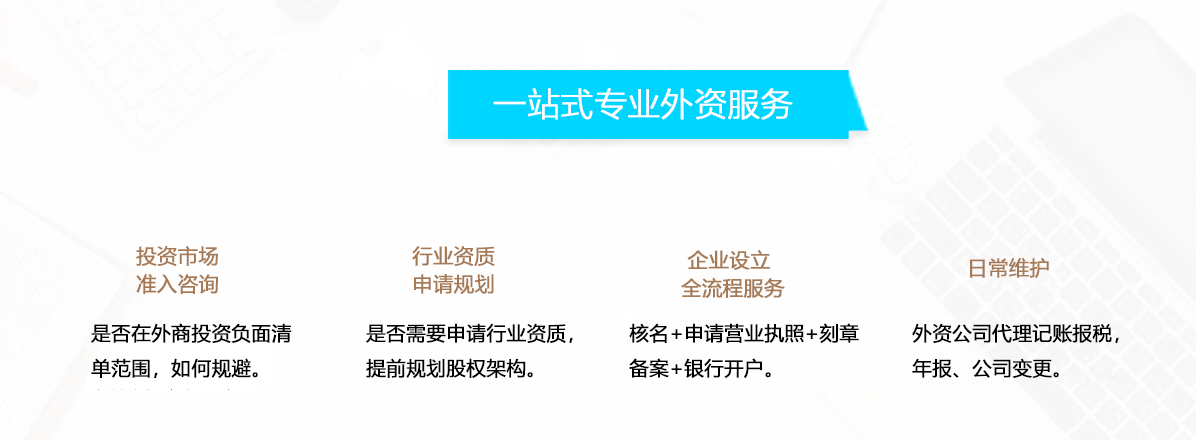 一站式专业外资服务
投资市场
准入咨询
是否在外商投资负面清
单范围，如何规避。
行业资质
申请规划
是否需要申请行业资质，
提前规划股权架构。
企业设立
全流程服务
核名+申请营业执照+刻章
备案+银行开户。
日常维护
外资公司代理记账报税，
年报、公司变更。